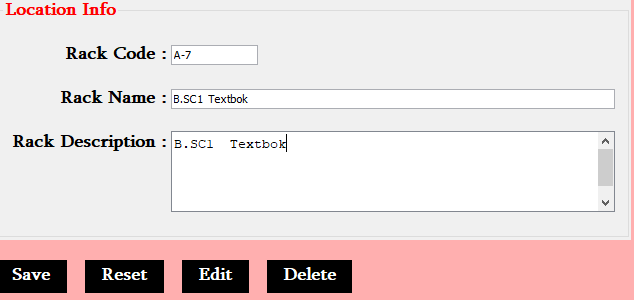 Location Info
Rack Code : A-7
Rack Name : B.SC1 Textbok
Rack Description : B.SC1 Textbok
Save Reset Edit Delete